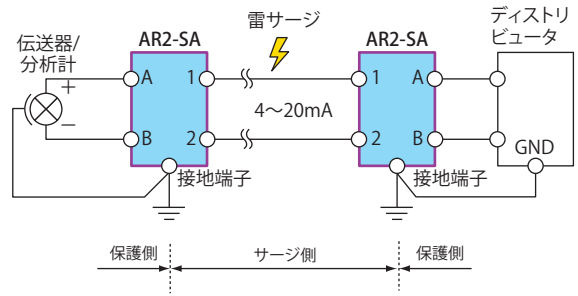 雷サージ
ディストリ
ビュータ
伝送器/
分析計
AR2-SA
AR2-SA
+
A
1
1
A
4〜20mA
−
B
2
2
B
GND
接地端子
接地端子
保護側
サージ側
保護側